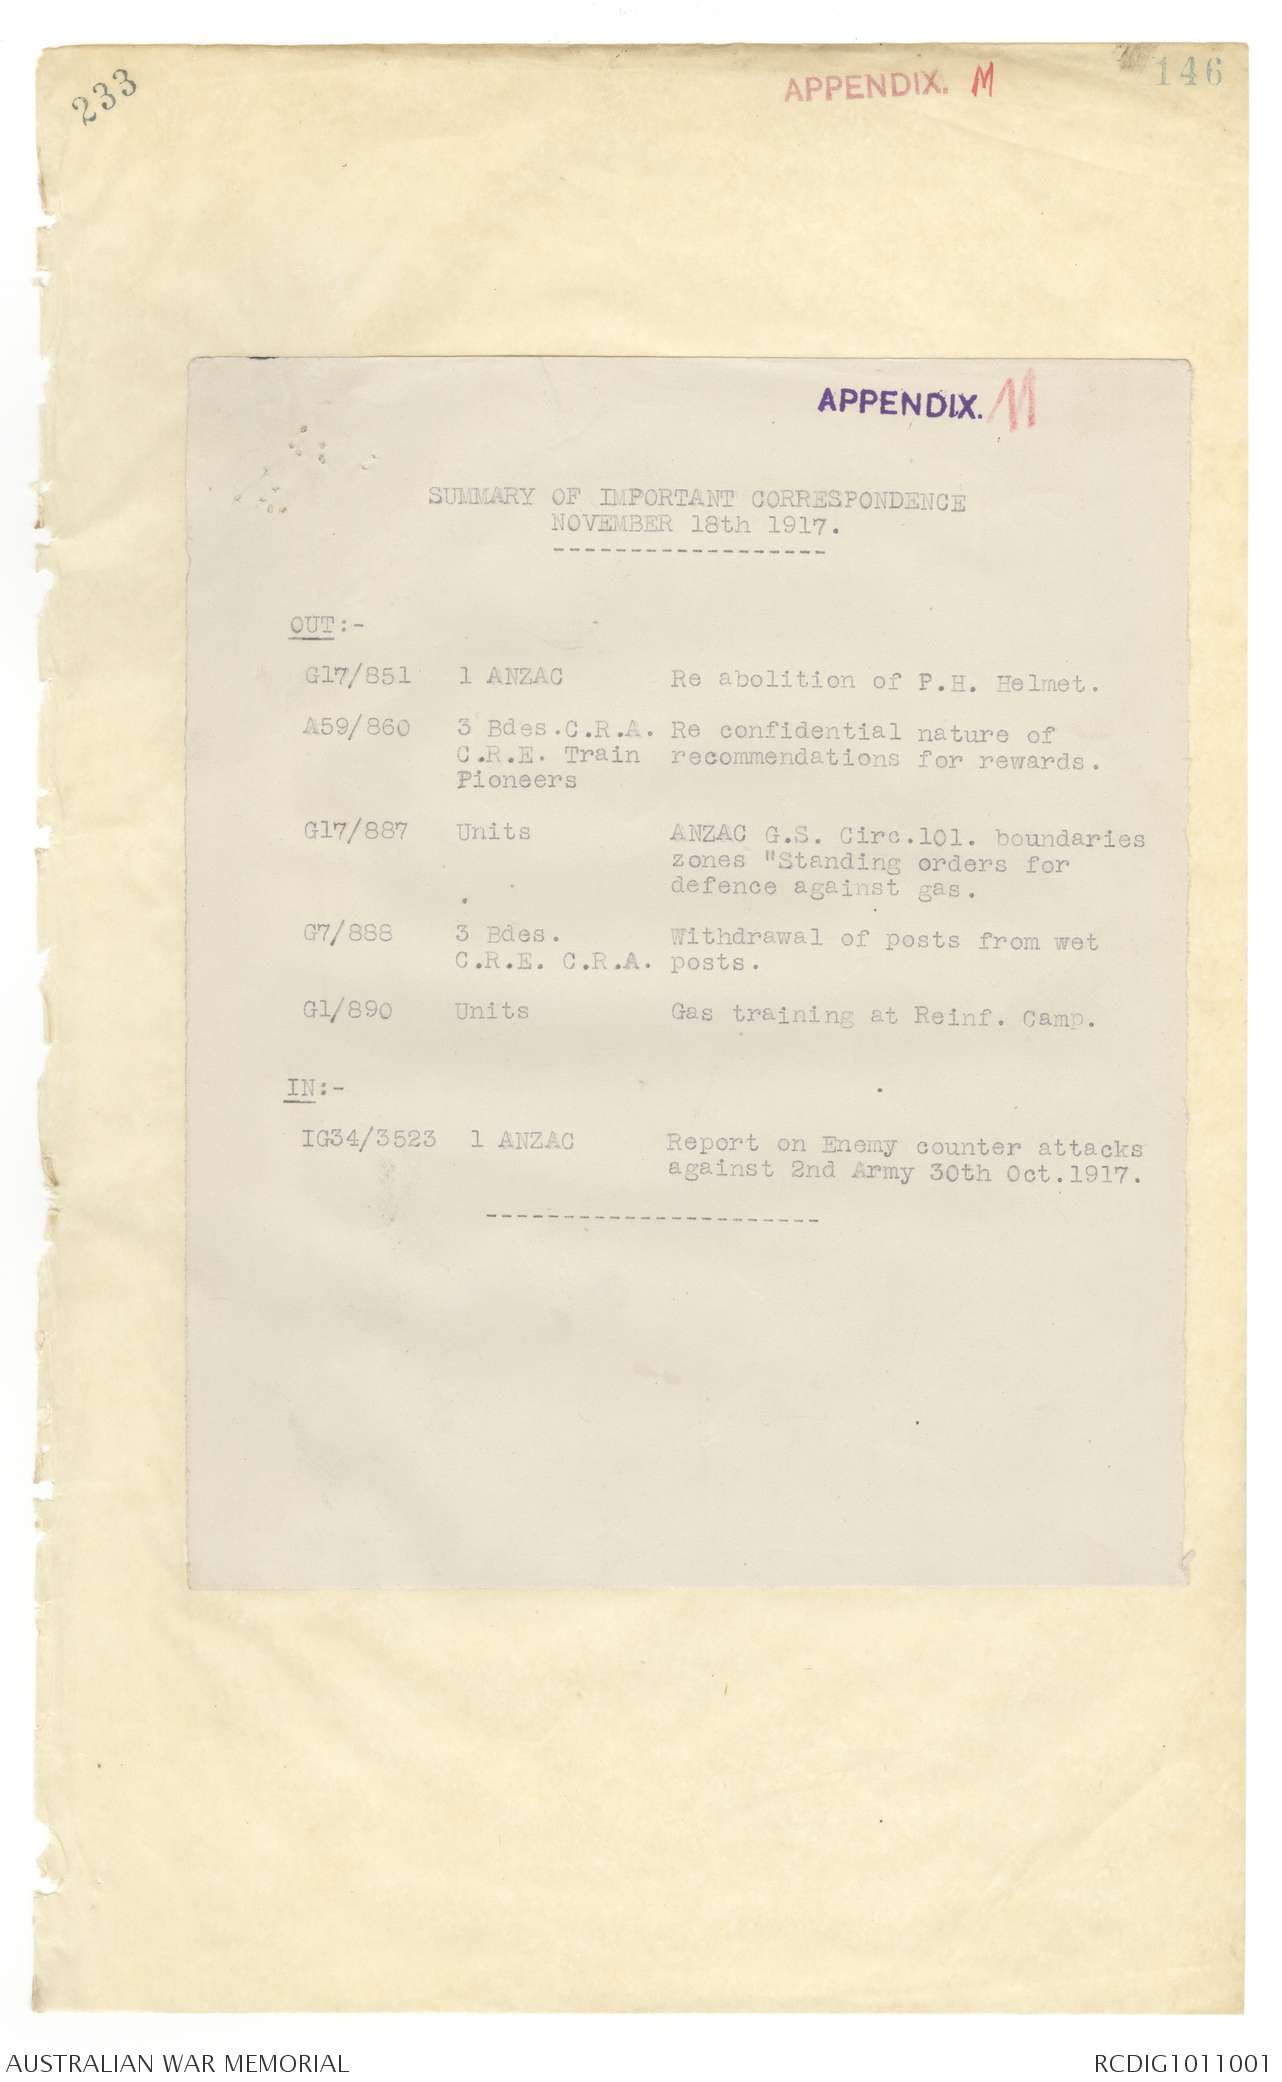 233
APPENDIX. M
146
APPENDIX. M
SUMMARY OF IMPORTANT CORRESPONDENCE
NOVEMBER 18th 1917.
------------------
OUT:-
G17/851 1 ANZAC Re abolition of P.H. Helmet.
A59/860 3 Bdes.C.R.A. Re confidential nature of
C.R.E. Train recommendations for rewards.
Pioneers
G17/887 Units ANZAC G.S. Circ.101. boundaries
zones "Standing orders for
defence against gas.
G7/888 3 Bdes. Withdrawal of posts from wet
C.R.E. C.R.A. posts.
G1/890 Units Gas training at Reinf. Camp.
IN:-
IG34/3523 1 ANZAC Report on Enemy counter attacks
against 2nd Army 30th Oct.1917.
----------------------
AUSTRALIAN WAR MEMORIAL
RCDIG1011001